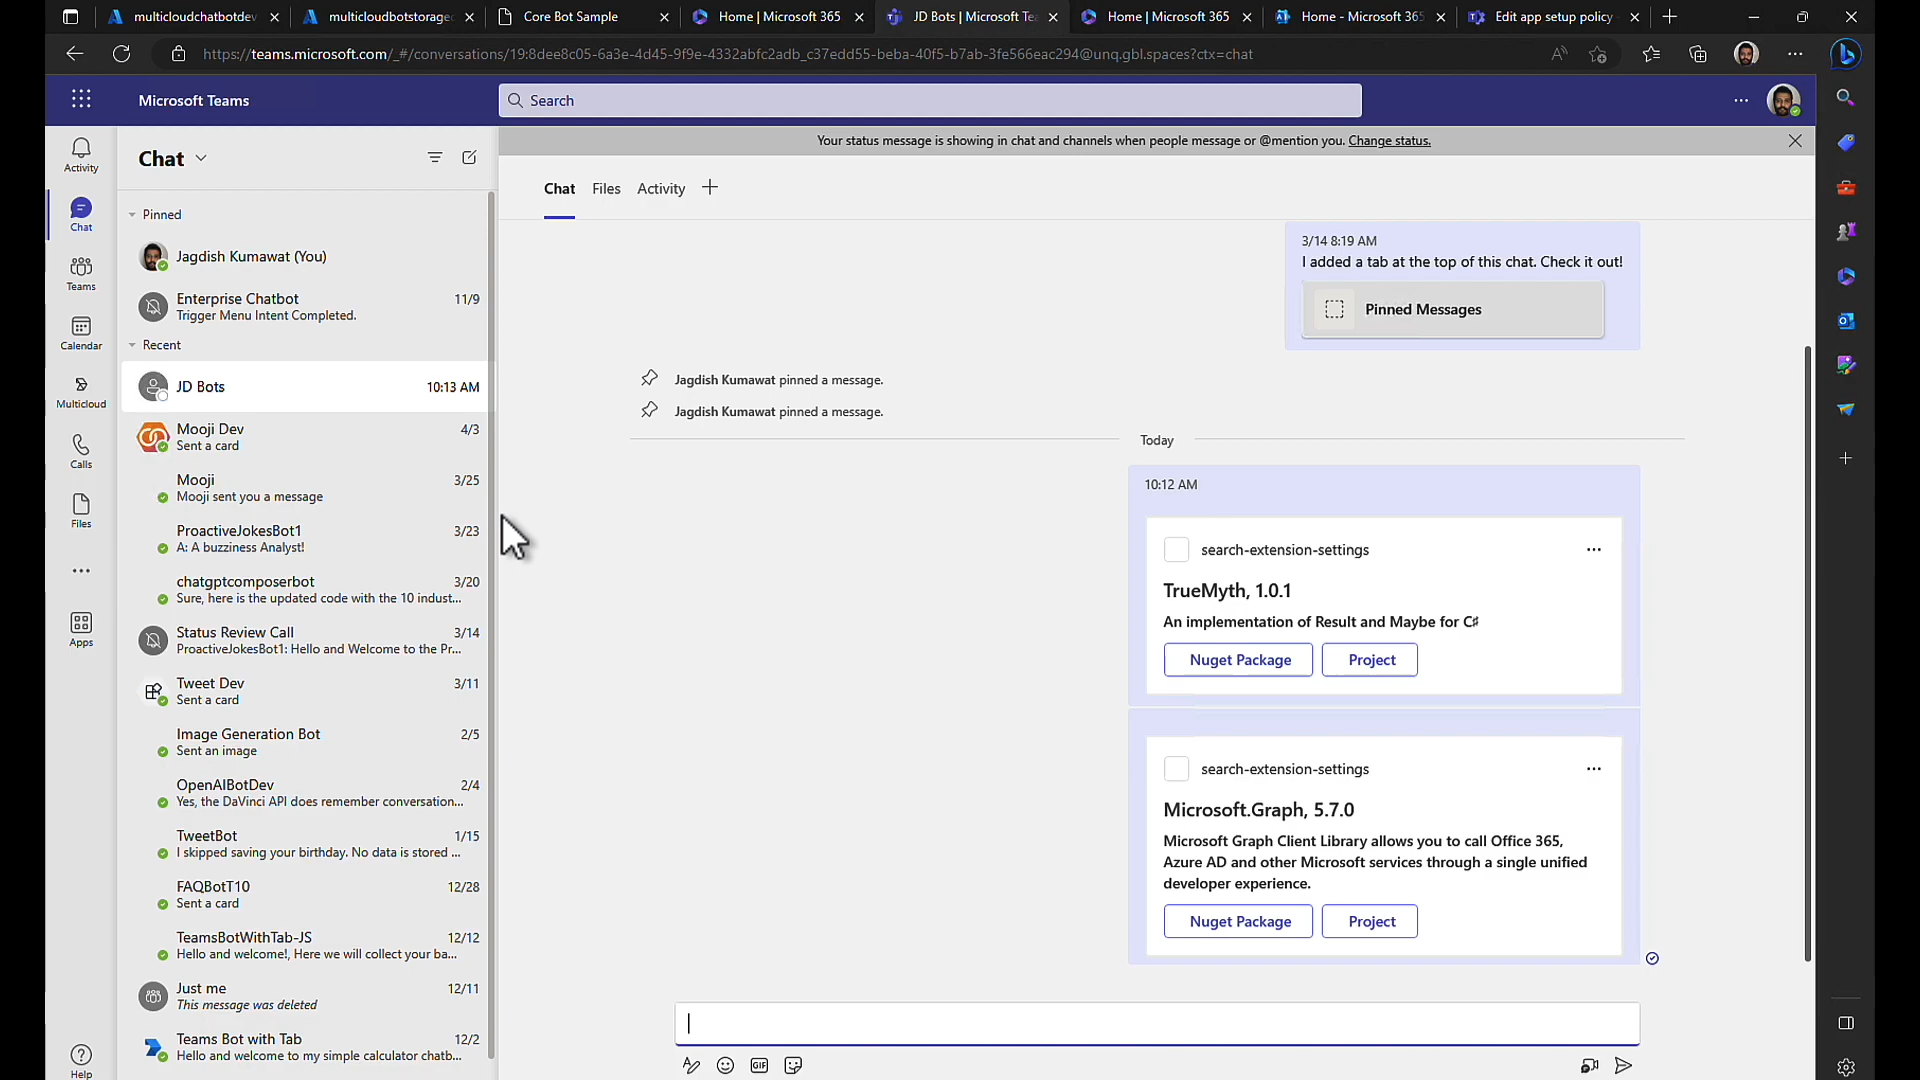 multicloudchatbotdev
multicloudbotstorage
Core Bot Sample
Home | Microsoft 365
JD Bots | Microsoft Tea
Home | Microsoft 365
Home - Microsoft 365
Edit app setup policy
https://teams.microsoft.com/_#/conversations/19:8dee8c05-6a3e-4d45-9f9e-4332abfc2adb_c37edd55-beba-40f5-b7ab-3fe566eac294@unq.gbl.spaces?ctx=chat
Microsoft Teams
Search
Your status message is showing in chat and channels when people message or @mention you. Change status.
Activity
Chat
Teams
Calendar
Multicloud
Calls
Files
Apps
Help
Chat
Pinned
Jagdish Kumawat (You)
Enterprise Chatbot 11/9
Trigger Menu Intent Completed.
Recent
JD Bots 10:13 AM
Mooji Dev 4/3
Sent a card
Mooji 3/25
Mooji sent you a message
ProactiveJokesBot1 3/23
A: A buzziness Analyst!
chatgptcomposerbot 3/20
Sure, here is the updated code with the 10 indust...
Status Review Call 3/14
ProactiveJokesBot1: Hello and Welcome to the Pr...
Tweet Dev 3/11
Sent a card
Image Generation Bot 2/5
Sent an image
OpenAIBotDev 2/4
Yes, the DaVinci API does remember conversation...
TweetBot 1/15
I skipped saving your birthday. No data is stored ...
FAQBotT10 12/28
Sent a card
TeamsBotWithTab-JS 12/12
Hello and welcome!, Here we will collect your ba...
Just me 12/11
This message was deleted
Teams Bot with Tab 12/2
Hello and welcome to my simple calculator chatb...
Chat Files Activity
3/14 8:19 AM
I added a tab at the top of this chat. Check it out!
Pinned Messages
Jagdish Kumawat pinned a message.
Jagdish Kumawat pinned a message.
Today
10:12 AM
search-extension-settings
TrueMyth, 1.0.1
An implementation of Result and Maybe for C♯
Nuget Package Project
search-extension-settings
Microsoft.Graph, 5.7.0
Microsoft Graph Client Library allows you to call Office 365,
Azure AD and other Microsoft services through a single unified
developer experience.
Nuget Package Project
GIF